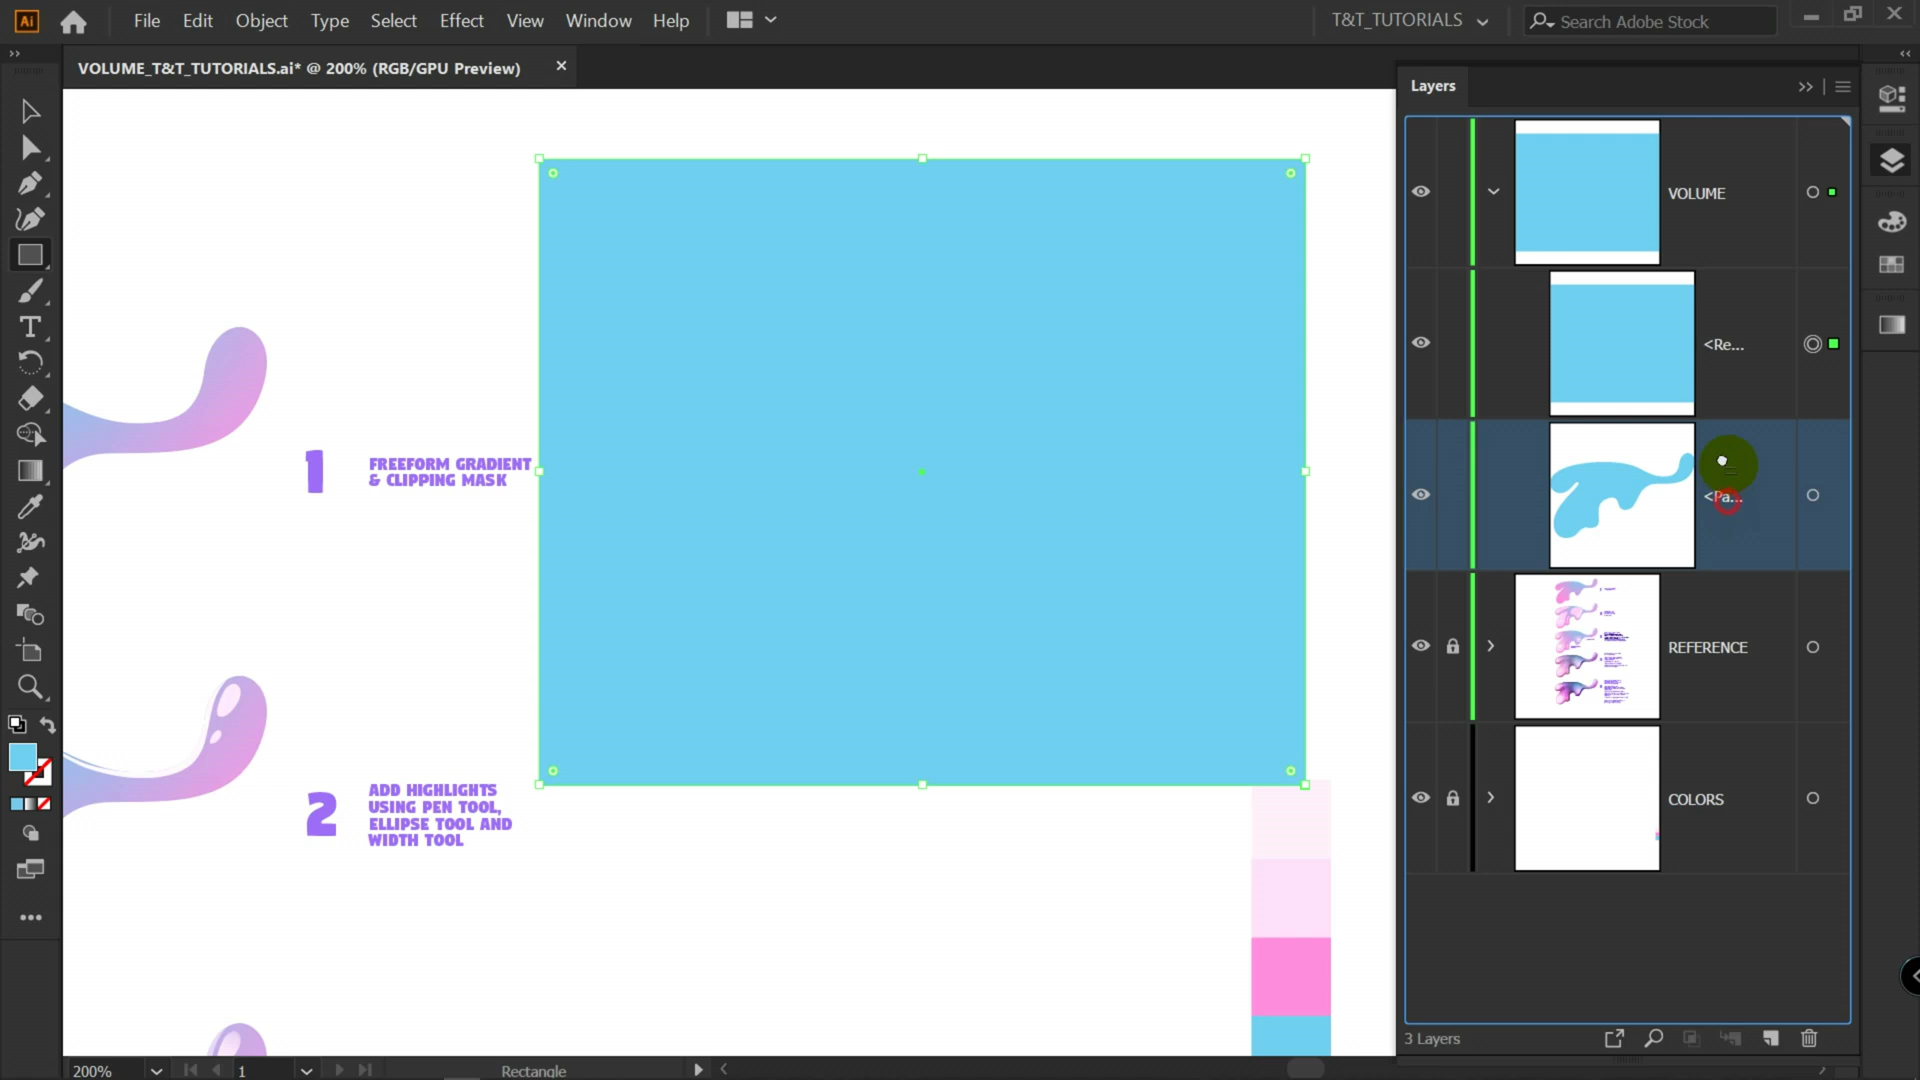 Ai File Edit Object Type Select Effect View Window Help T&T_TUTORIALS Search Adobe Stock
VOLUME_T&T_TUTORIALS.ai* @ 200% (RGB/GPU Preview)
Layers
VOLUME
<Re...
1 FREEFORM GRADIENT
& CLIPPING MASK
<Pa...
REFERENCE
2 ADD HIGHLIGHTS
USING PEN TOOL,
ELLIPSE TOOL AND
WIDTH TOOL
COLORS
3 Layers
200% 1 Rectangle